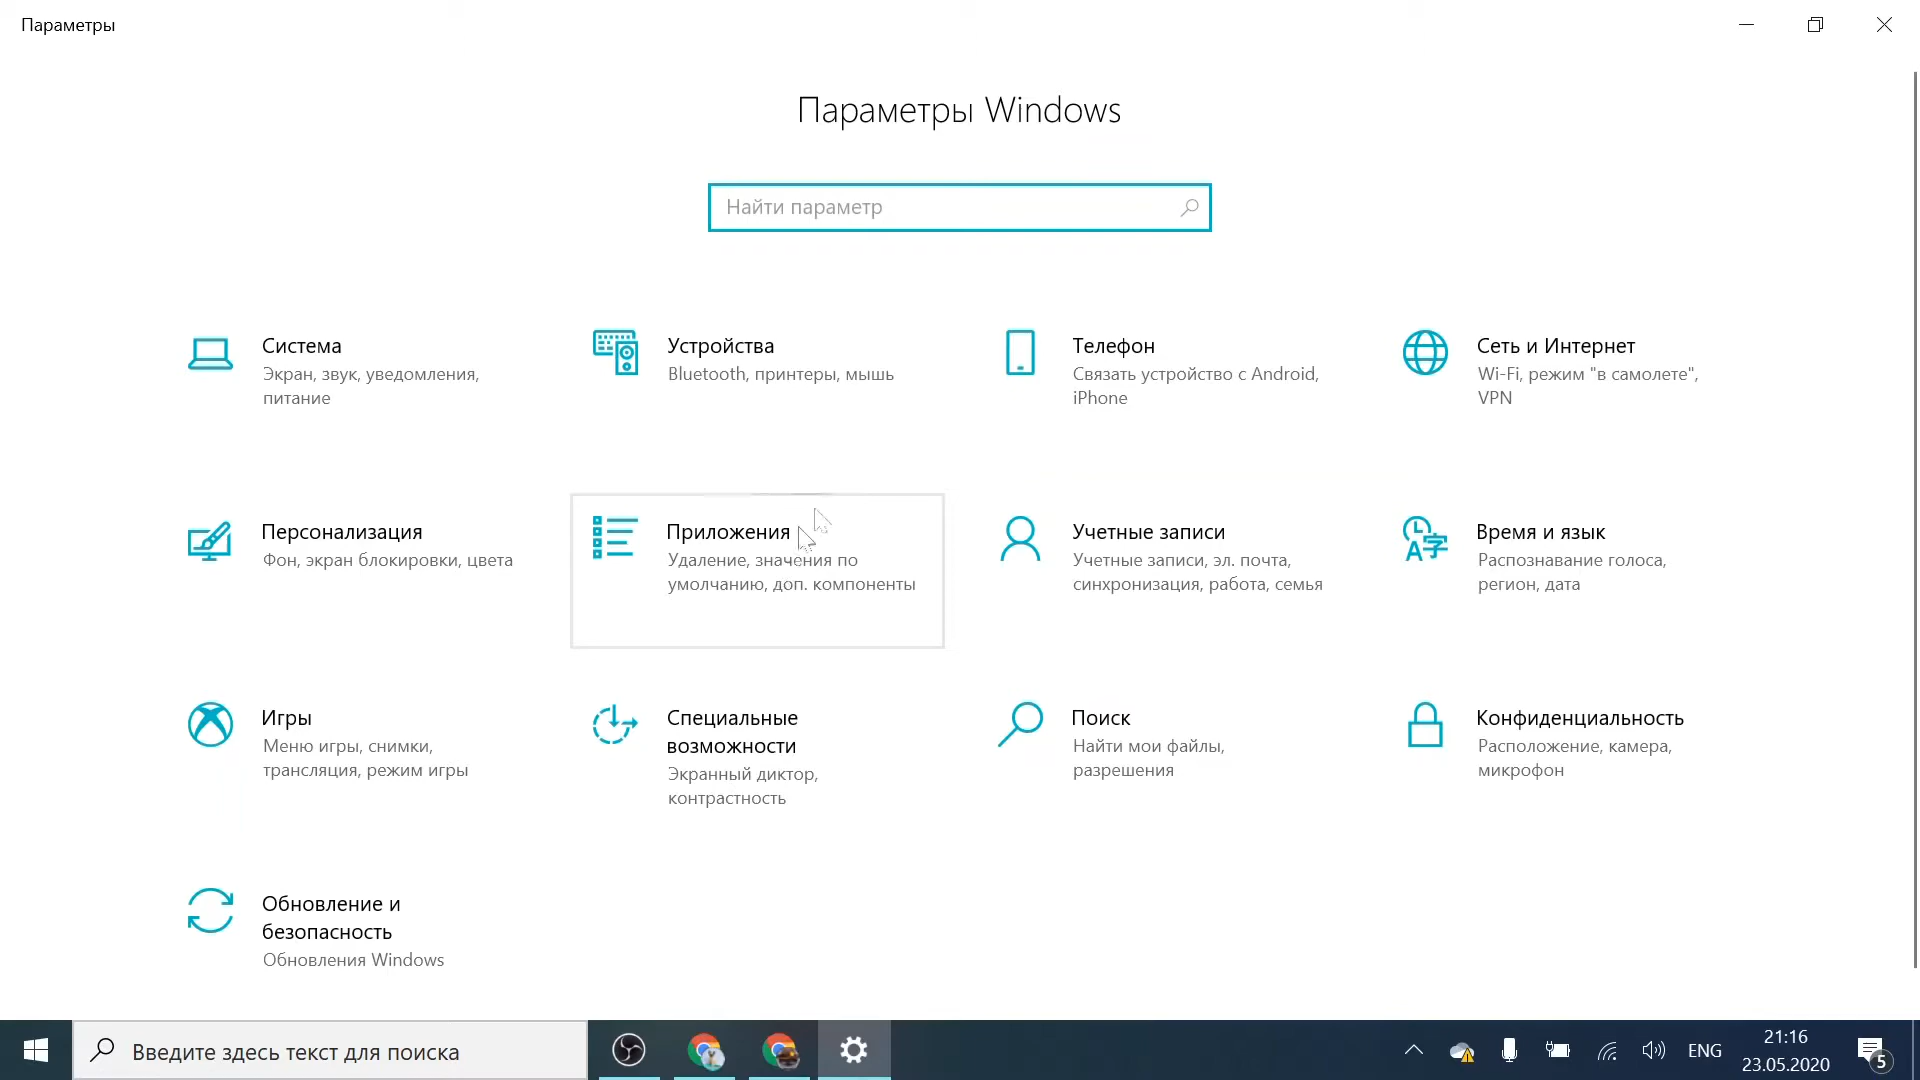 Параметры
Параметры Windows
Найти параметр
Система
Экран, звук, уведомления,
питание
Устройства
Bluetooth, принтеры, мышь
Телефон
Связать устройство с Android,
iPhone
Сеть и Интернет
Wi-Fi, режим "в самолете",
VPN
Персонализация
Фон, экран блокировки, цвета
Приложения
Удаление, значения по
умолчанию, доп. компоненты
Учетные записи
Учетные записи, эл. почта,
синхронизация, работа, семья
Время и язык
Распознавание голоса,
регион, дата
Игры
Меню игры, снимки,
трансляция, режим игры
Специальные
возможности
Экранный диктор,
контрастность
Поиск
Найти мои файлы,
разрешения
Конфиденциальность
Расположение, камера,
микрофон
Обновление и
безопасность
Обновления Windows
Введите здесь текст для поиска
ENG
21:16
23.05.2020
5